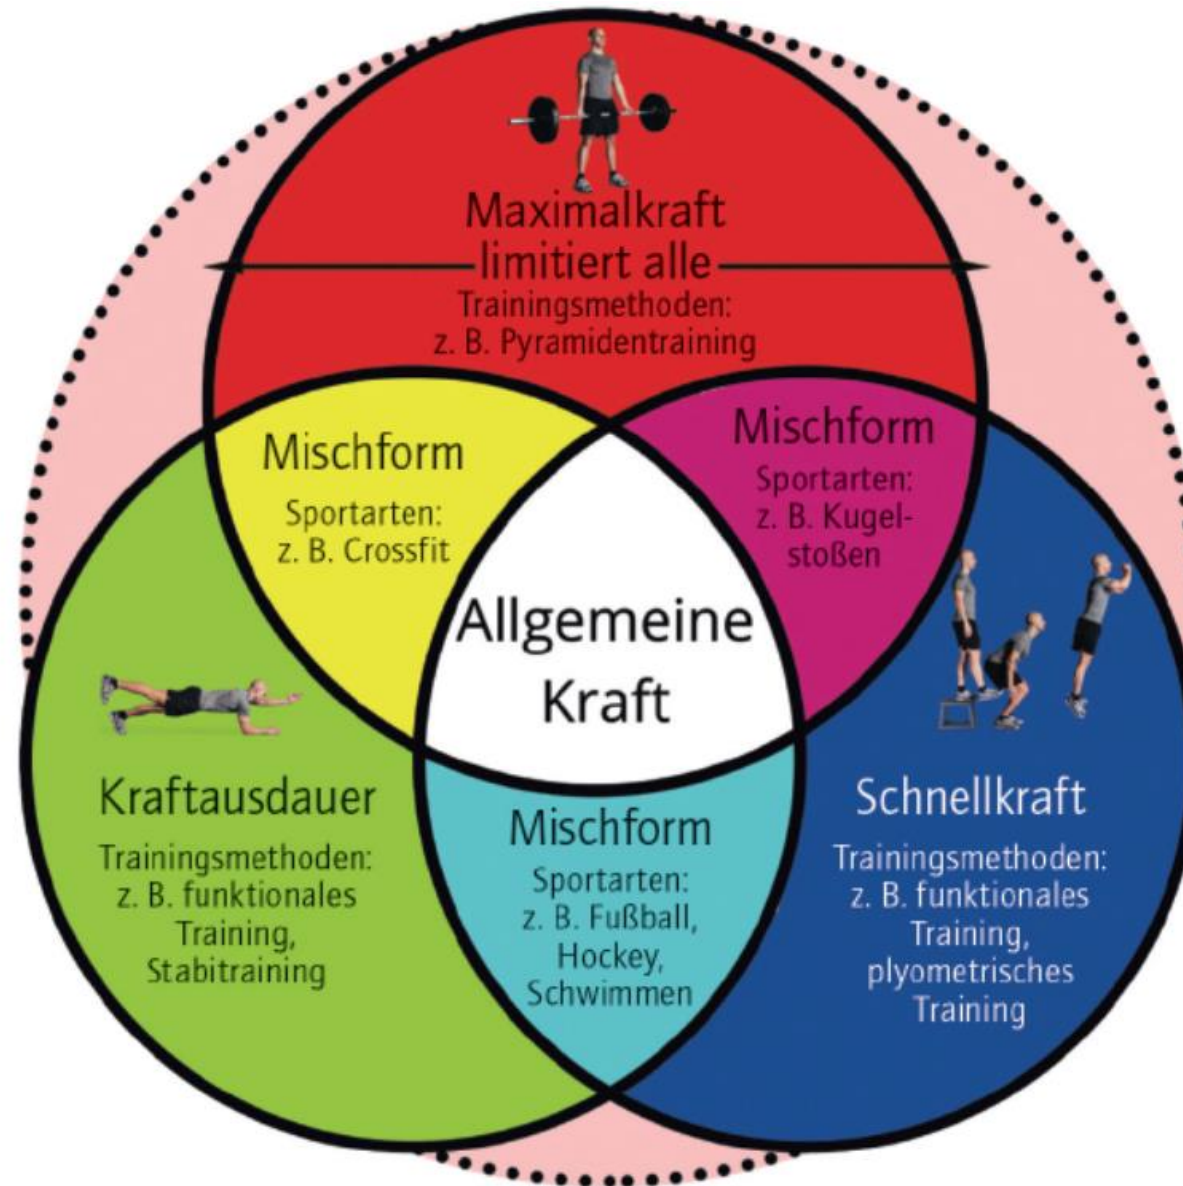 Maximalkraft
limitiert alle
Trainingsmethoden:
z. B. Pyramidentraining
Mischform
Sportarten:
z. B. Crossfit
Mischform
Sportarten:
z. B. Kugel-
stoßen
Allgemeine
Kraft
Kraftausdauer
Trainingsmethoden:
z. B. funktionales
Training,
Stabitraining
Mischform
Sportarten:
z. B. Fußball,
Hockey,
Schwimmen
Schnellkraft
Trainingsmethoden:
z. B. funktionales
Training,
plyometrisches
Training